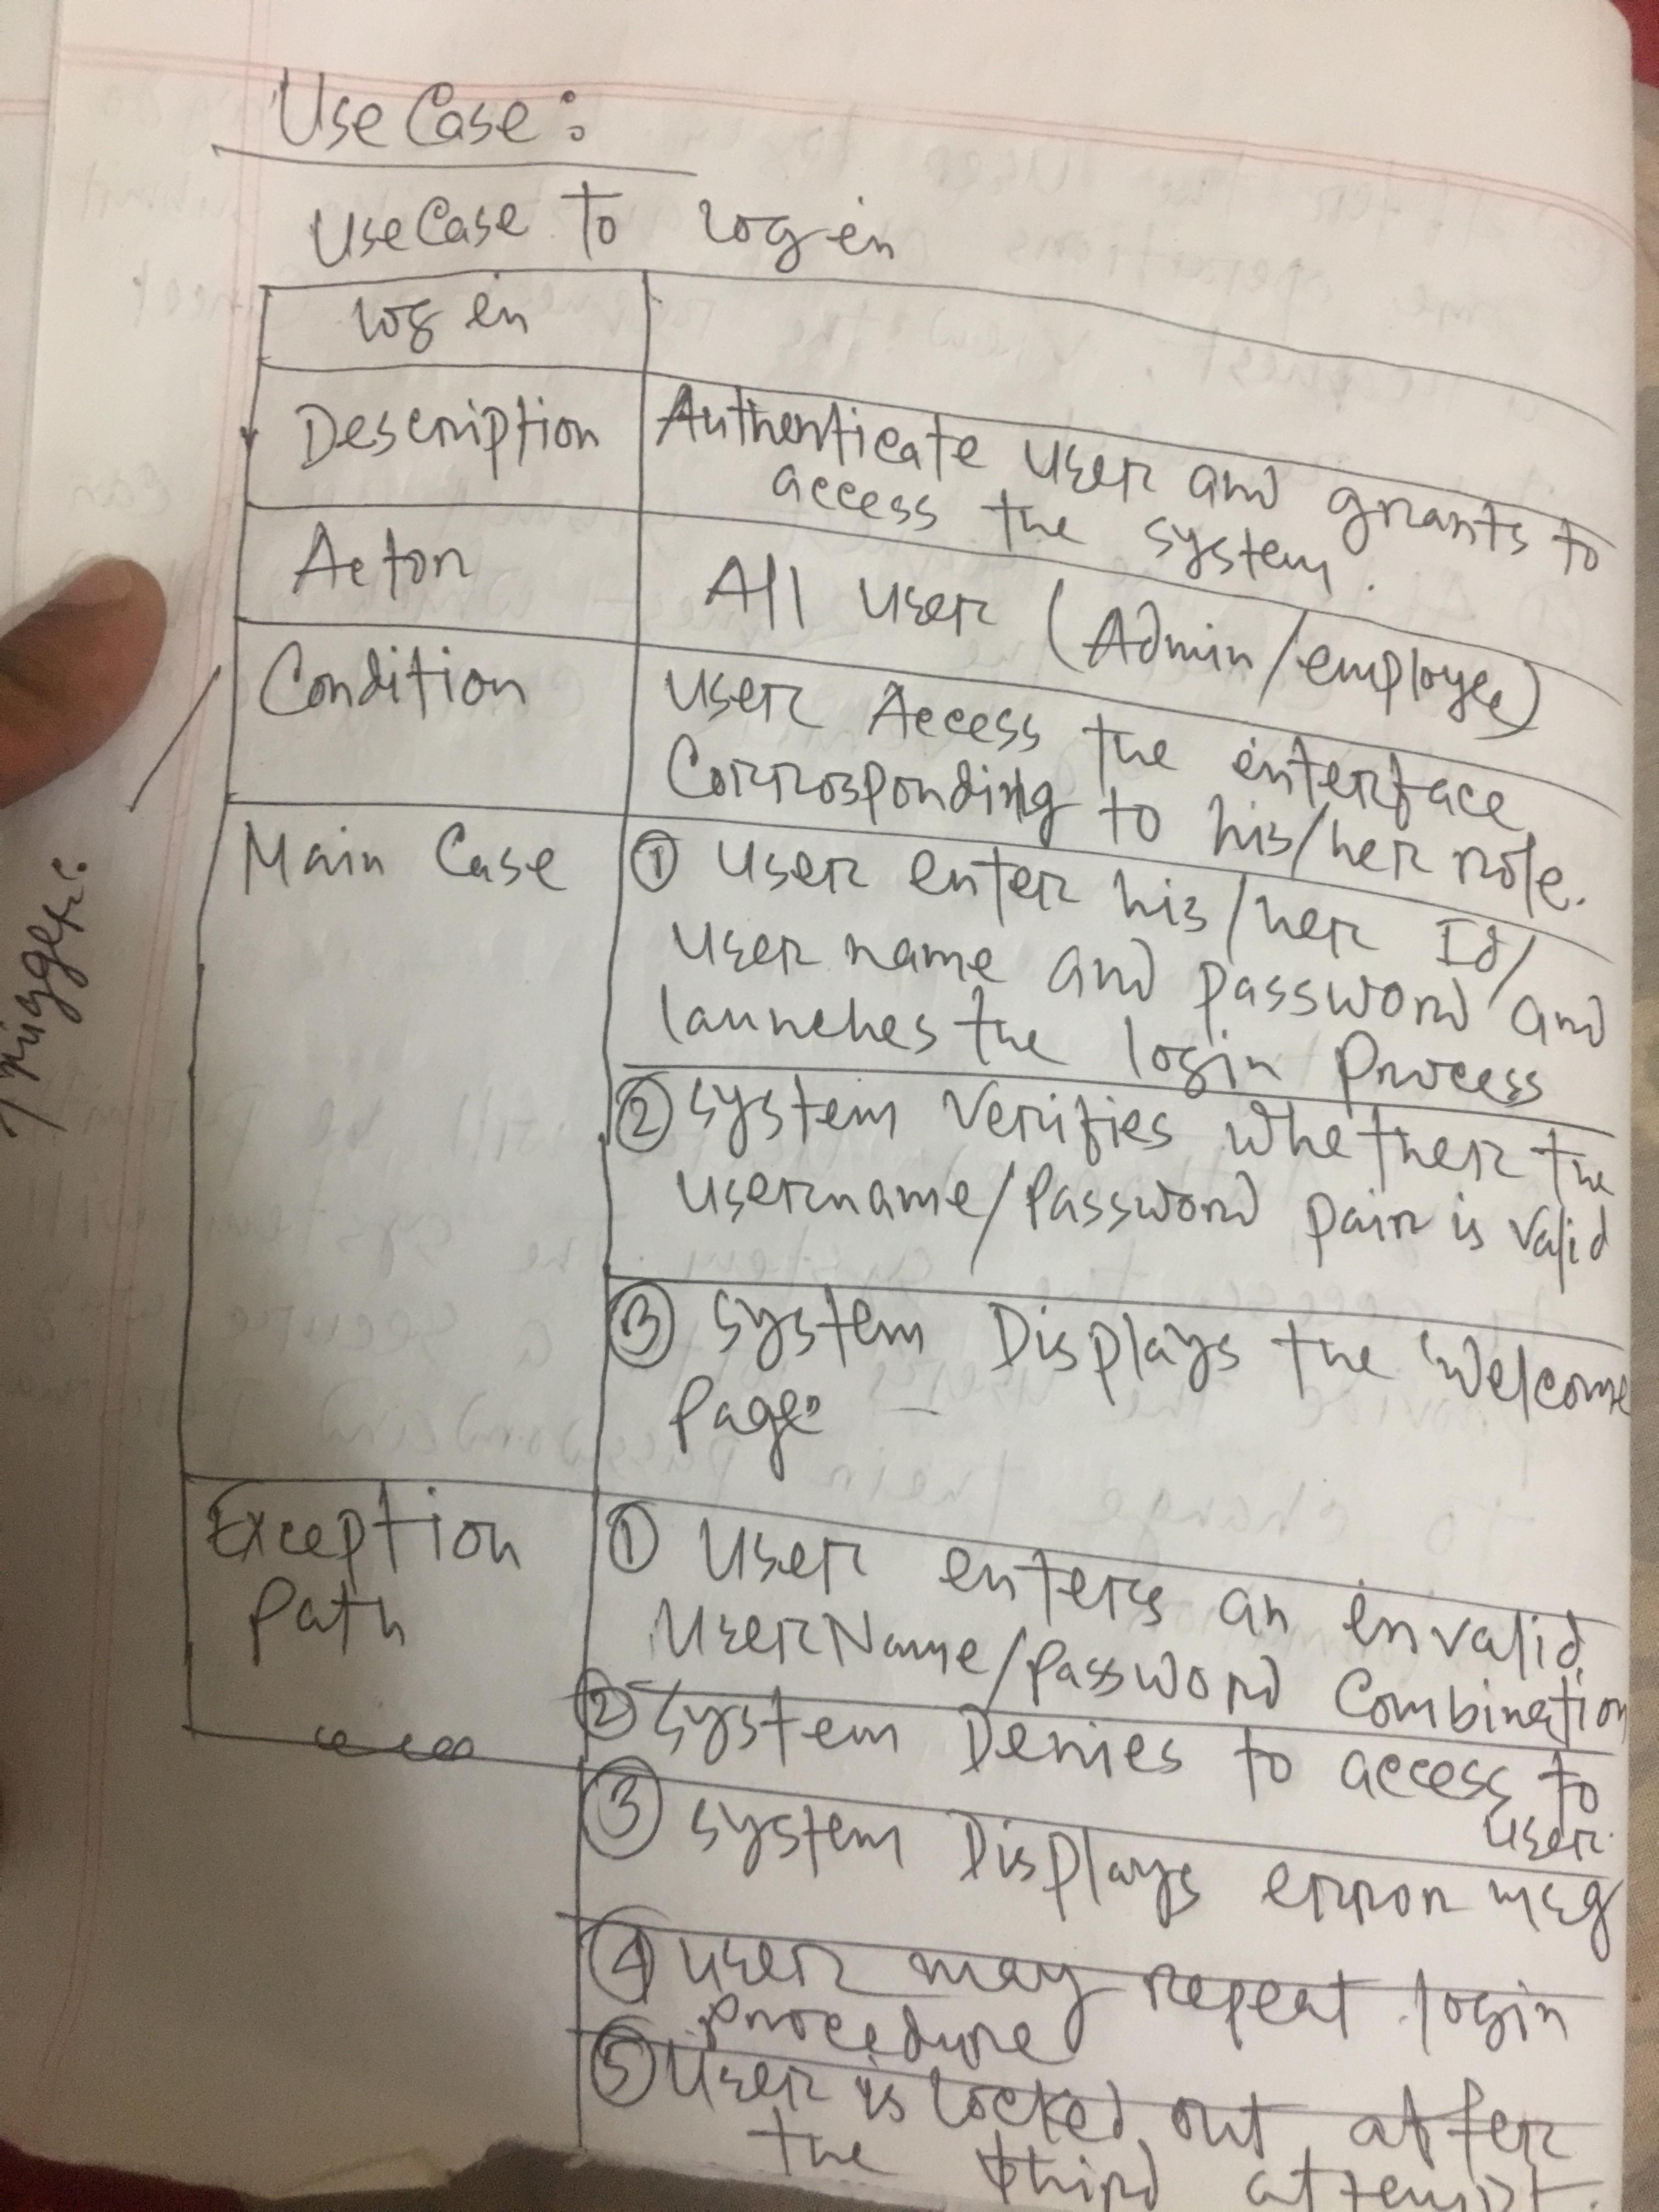 Use Case:
Use Case To log in
log in
Description
Authenticate user and grants to
access the system.
Actor
All user (Admin/employee)
Condition
User Access the interface
Corrosponding to his/her role.
Main Case
① User enter his/her Id/
User name and password and
launches the login Process
② System Verifies whether the
username/Password pair is valid
③ System Displays the "Welcome
Page"
Exception
Path
① User enters an invalid
UserName/Password Combination
② System Denies to access to
user.
③ System Displays error msg
④ User may repeat login
procedure
⑤ User is locked out after
the third attempt.
Trigger: